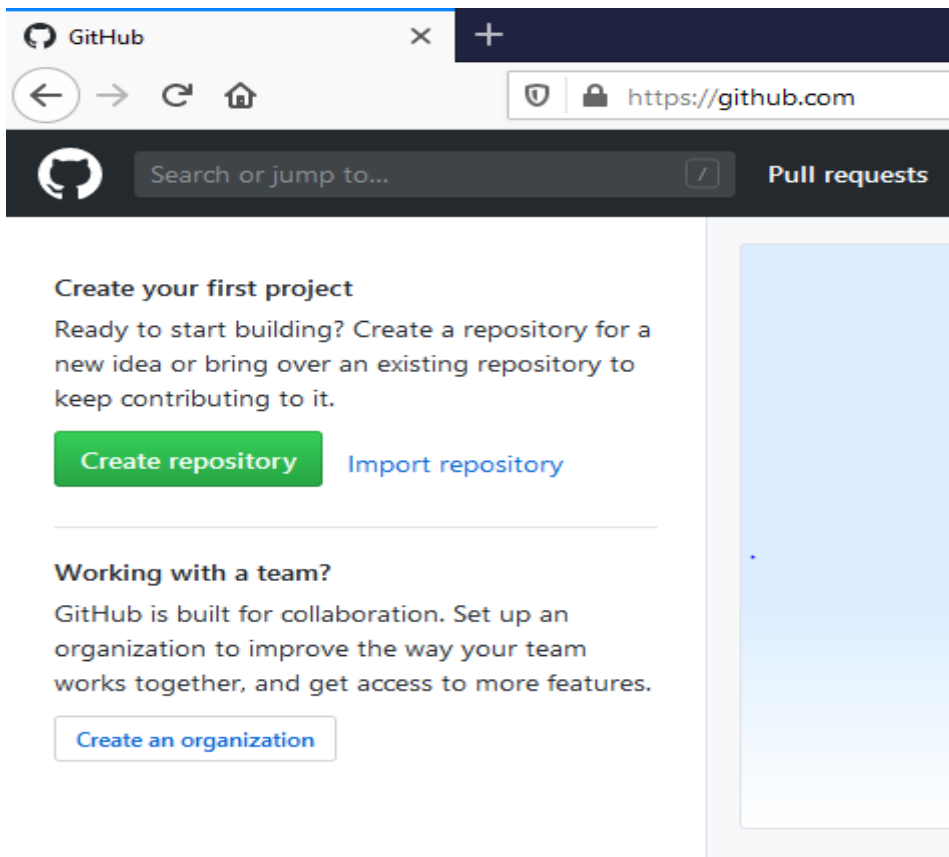 GitHub
https://github.com
Search or jump to... /
Pull requests
Create your first project
Ready to start building? Create a repository for a
new idea or bring over an existing repository to
keep contributing to it.
Create repository
Import repository
Working with a team?
GitHub is built for collaboration. Set up an
organization to improve the way your team
works together, and get access to more features.
Create an organization